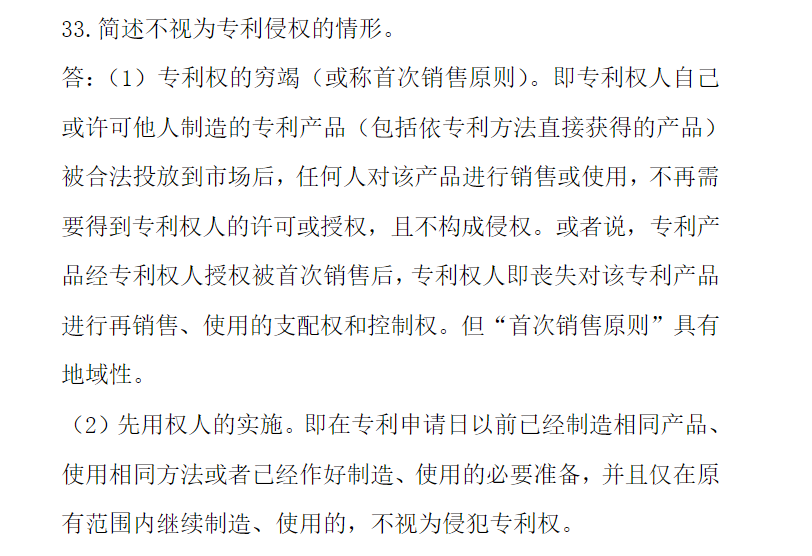 33.简述不视为专利侵权的情形。
答：（1）专利权的穷竭（或称首次销售原则）。即专利权人自己
或许可他人制造的专利产品（包括依专利方法直接获得的产品）
被合法投放到市场后，任何人对该产品进行销售或使用，不再需
要得到专利权人的许可或授权，且不构成侵权。或者说，专利产
品经专利权人授权被首次销售后，专利权人即丧失对该专利产品
进行再销售、使用的支配权和控制权。但“首次销售原则”具有
地域性。
（2）先用权人的实施。即在专利申请日以前已经制造相同产品、
使用相同方法或者已经作好制造、使用的必要准备，并且仅在原
有范围内继续制造、使用的，不视为侵犯专利权。